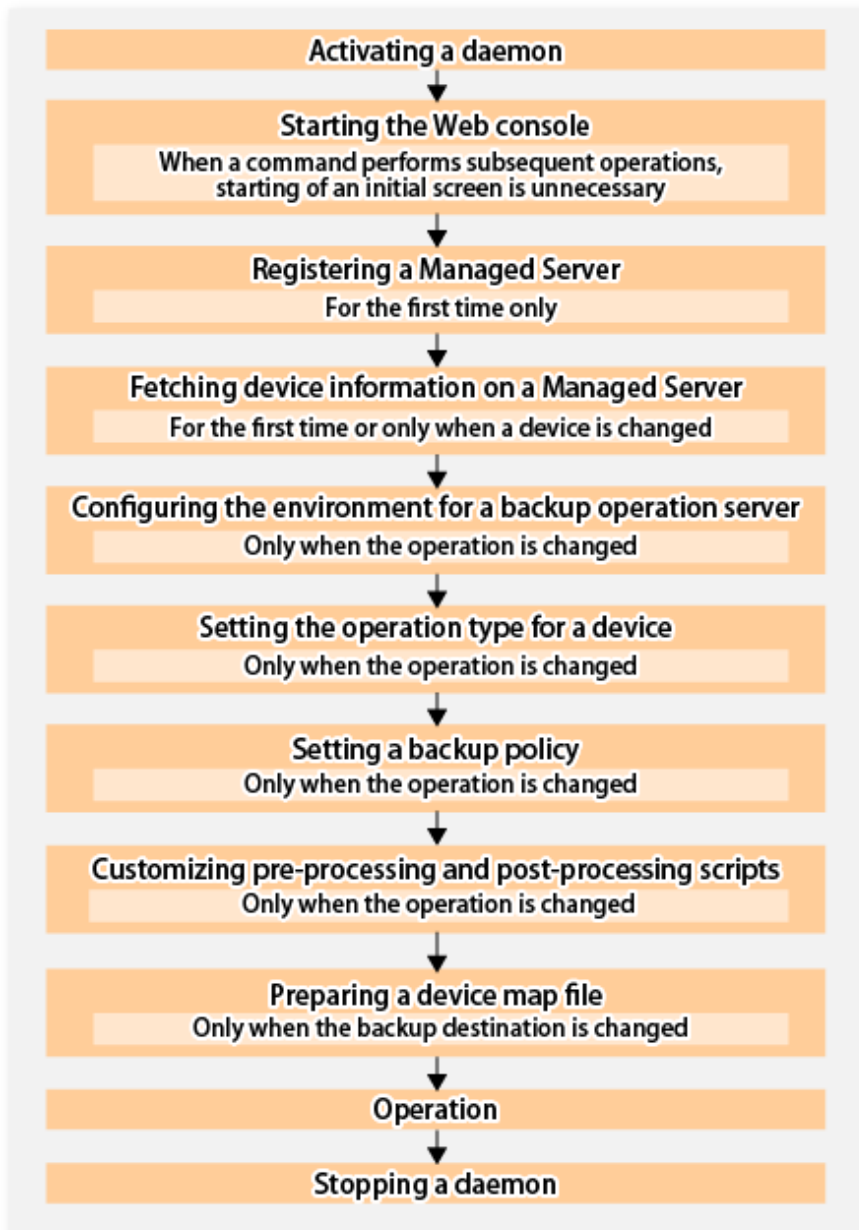 Activating a daemon
Starting the Web console
When a command performs subsequent operations,
starting of an initial screen is unnecessary
Registering a Managed Server
For the first time only
Fetching device information on a Managed Server
For the first time or only when a device is changed
Configuring the environment for a backup operation server
Only when the operation is changed
Setting the operation type for a device
Only when the operation is changed
Setting a backup policy
Only when the operation is changed
Customizing pre-processing and post-processing scripts
Only when the operation is changed
Preparing a device map file
Only when the backup destination is changed
Operation
Stopping a daemon